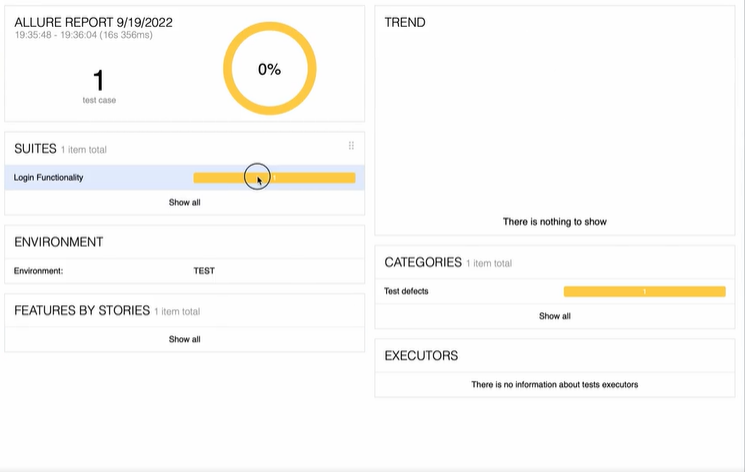 ALLURE REPORT 9/19/2022
19:35:48 - 19:36:04 (16s 356ms)
1
test case
0%
SUITES 1 item total
Login Functionality
Show all
ENVIRONMENT
Environment: TEST
FEATURES BY STORIES 1 item total
Show all
TREND
There is nothing to show
CATEGORIES 1 item total
Test defects 1
Show all
EXECUTORS
There is no information about tests executors